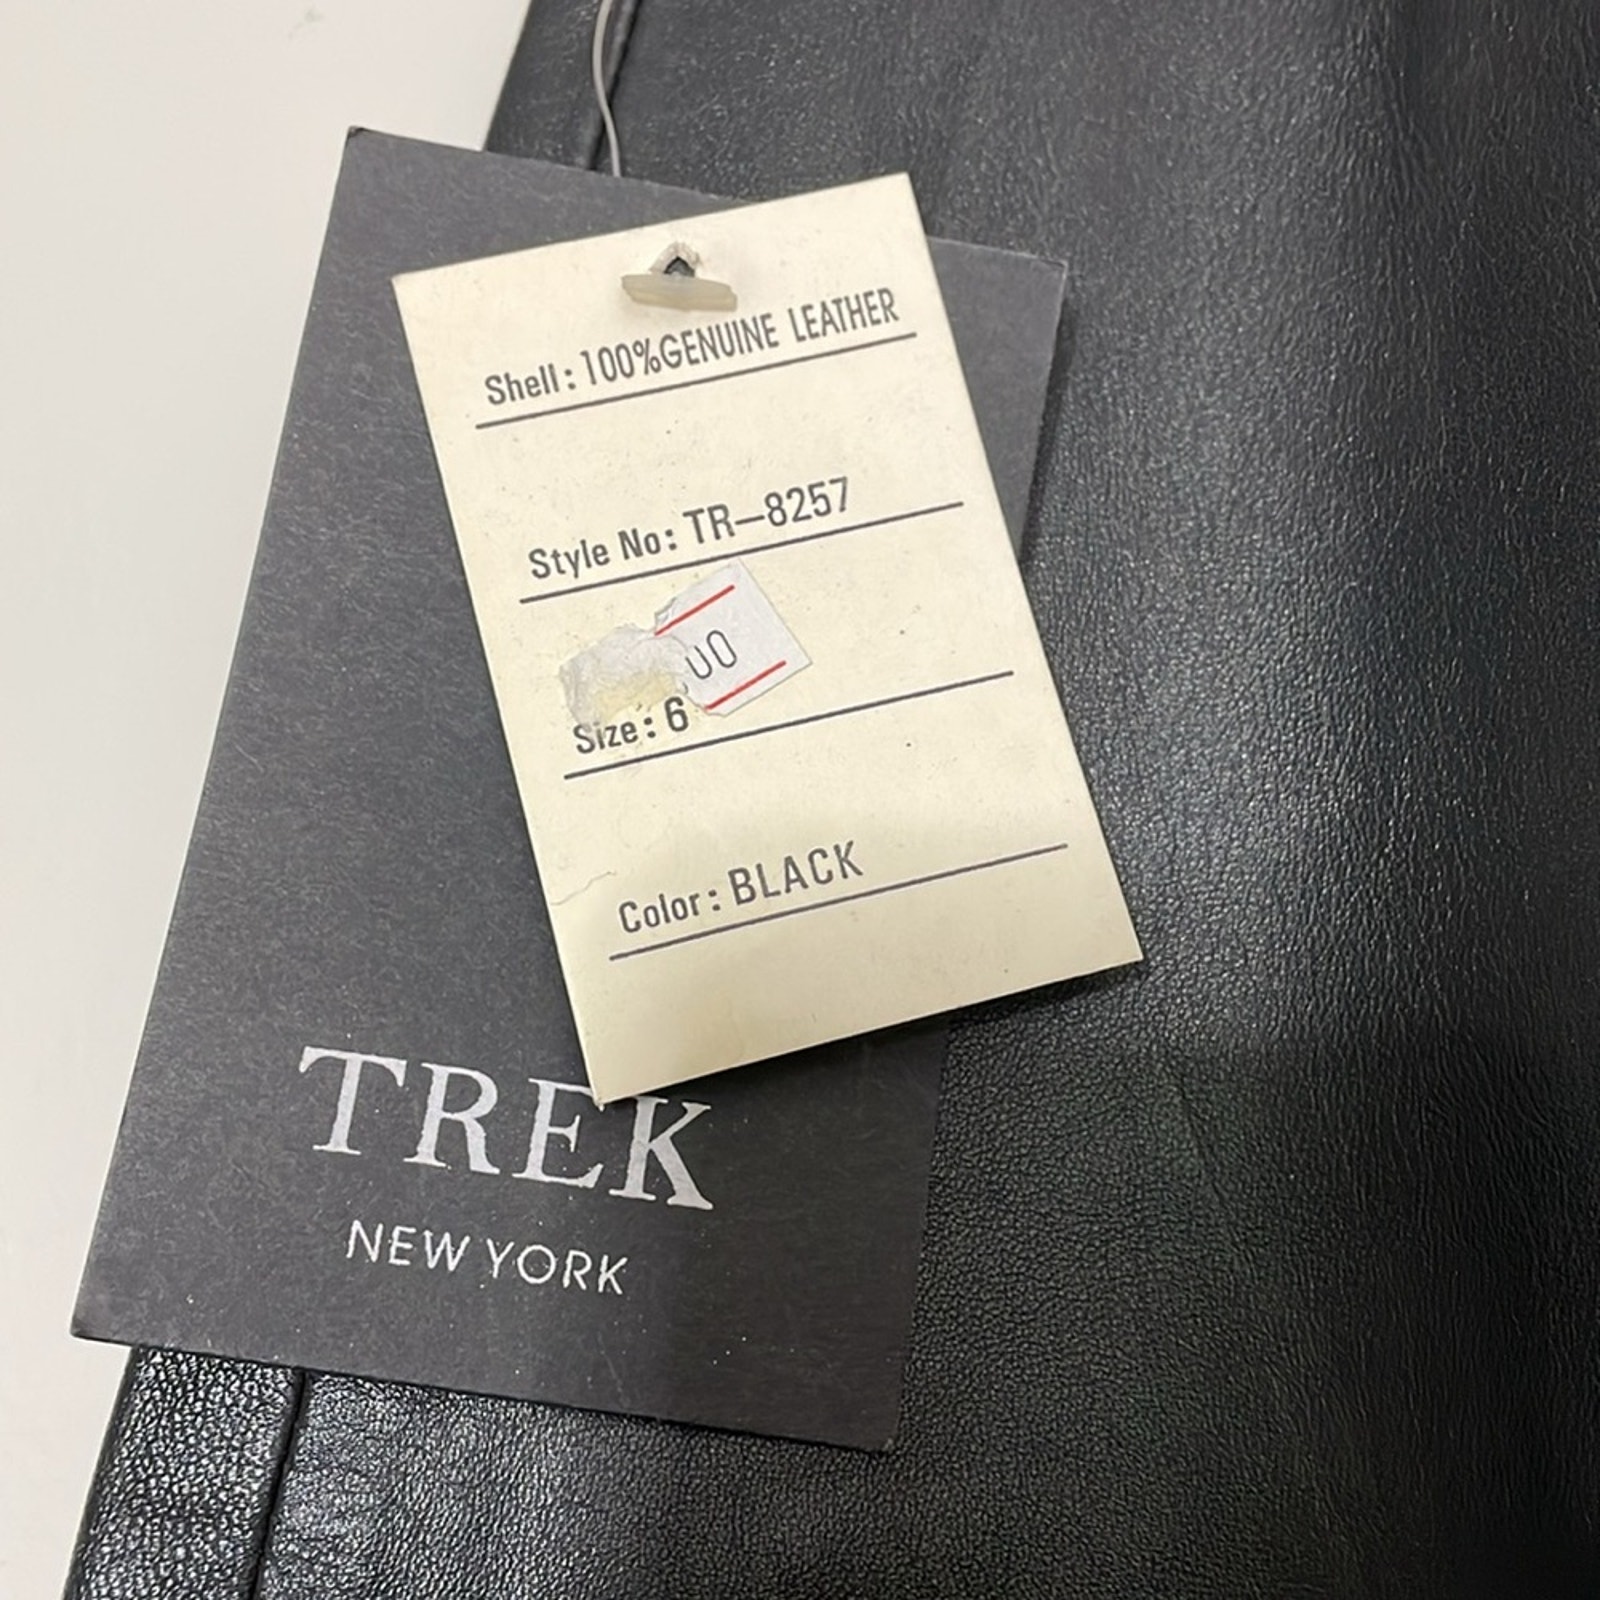 Shell: 100%GENUINE LEATHER
Style No: TR-8257
00
Size: 6
Color: BLACK
TREK
NEW YORK